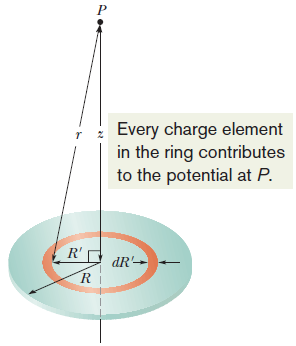 P
r
z
Every charge element
in the ring contributes
to the potential at P.
R'
dR'
R